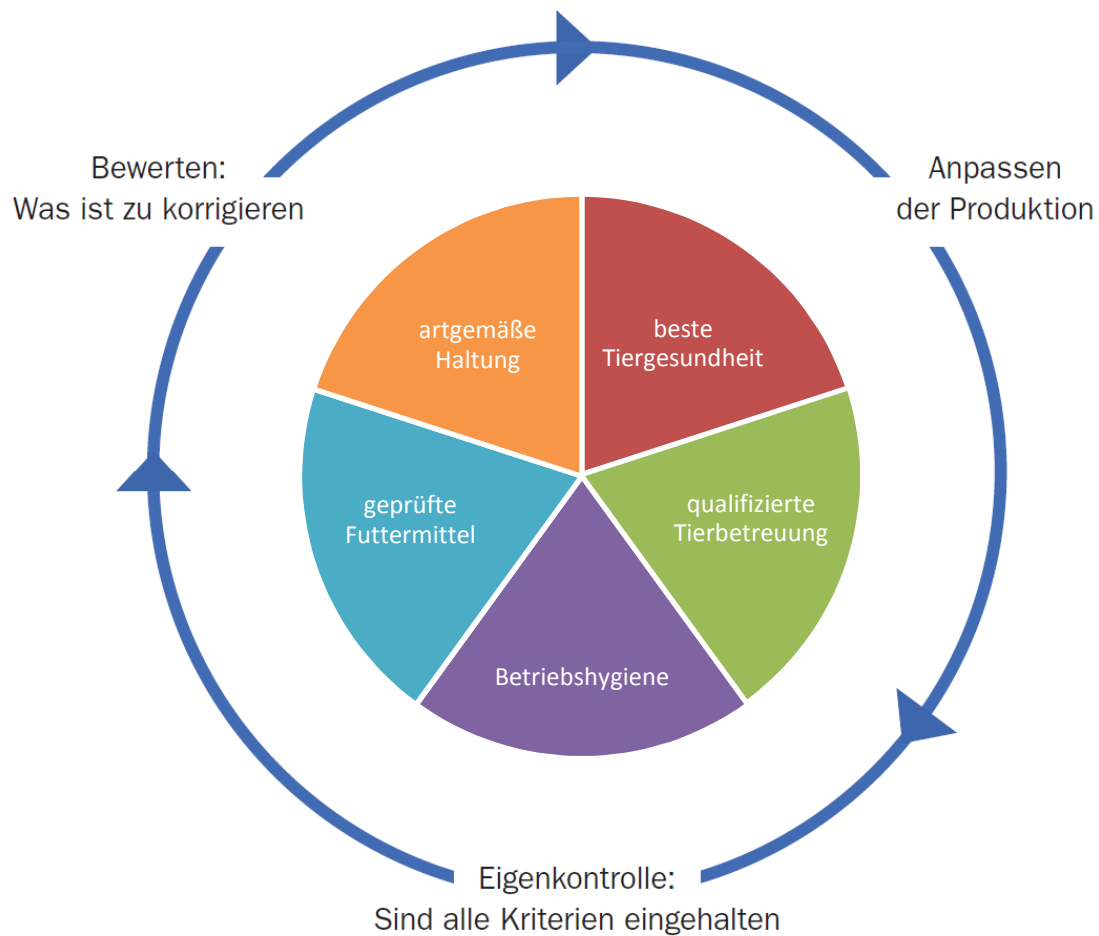 Bewerten:
Was ist zu korrigieren
Anpassen
der Produktion
artgemäße
Haltung
beste
Tiergesundheit
geprüfte
Futtermittel
qualifizierte
Tierbetreuung
Betriebshygiene
Eigenkontrolle:
Sind alle Kriterien eingehalten